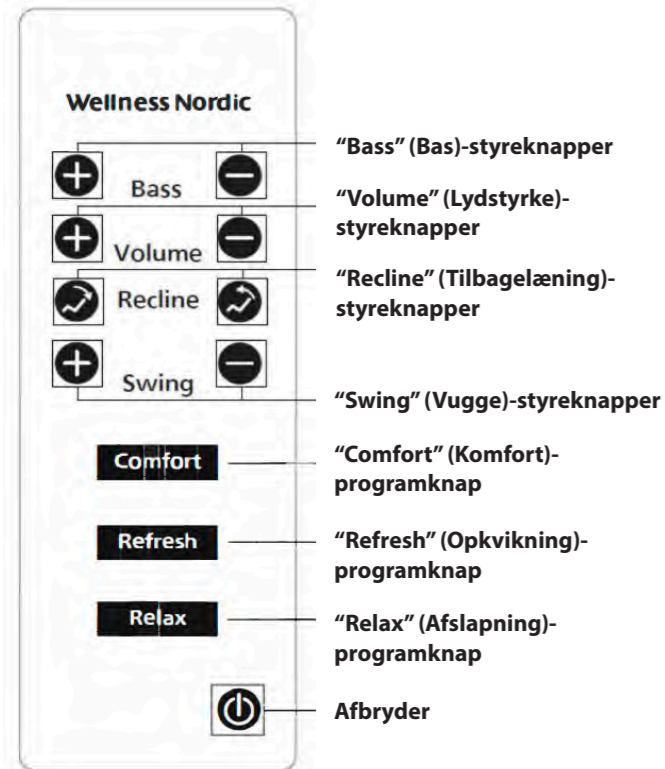 Wellness Nordic
Bass
Volume
Recline
Swing
Comfort
Refresh
Relax
“Bass” (Bas)-styreknapper
“Volume” (Lydstyrke)-
styreknapper
“Recline” (Tilbagelæning)-
styreknapper
“Swing” (Vugge)-styreknapper
“Comfort” (Komfort)-
programknap
“Refresh” (Opkvikning)-
programknap
“Relax” (Afslapning)-
programknap
Afbryder